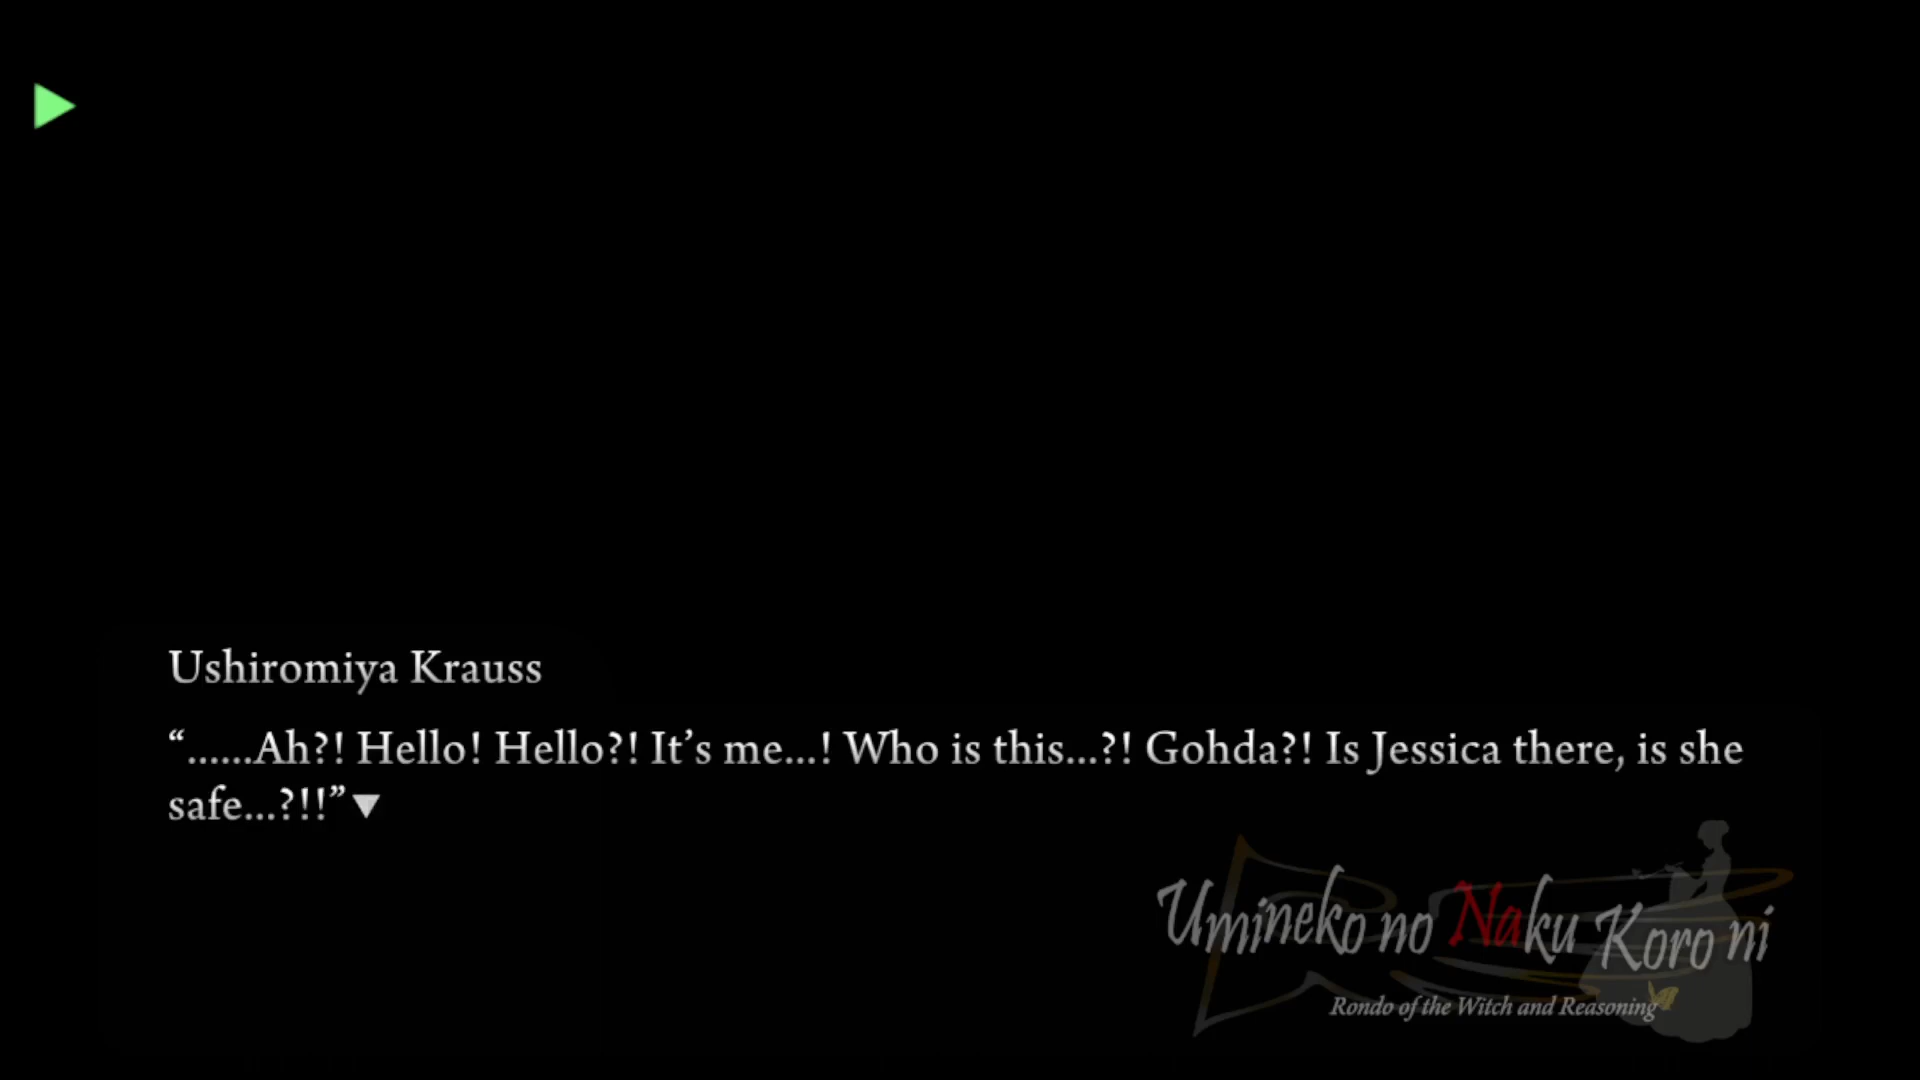 Ushiromiya Krauss
“......Ah?! Hello! Hello?! It’s me...! Who is this...?! Gohda?! Is Jessica there, is she
safe...?!!”
Umineko no Naku Koro ni
Rondo of the Witch and Reasoning